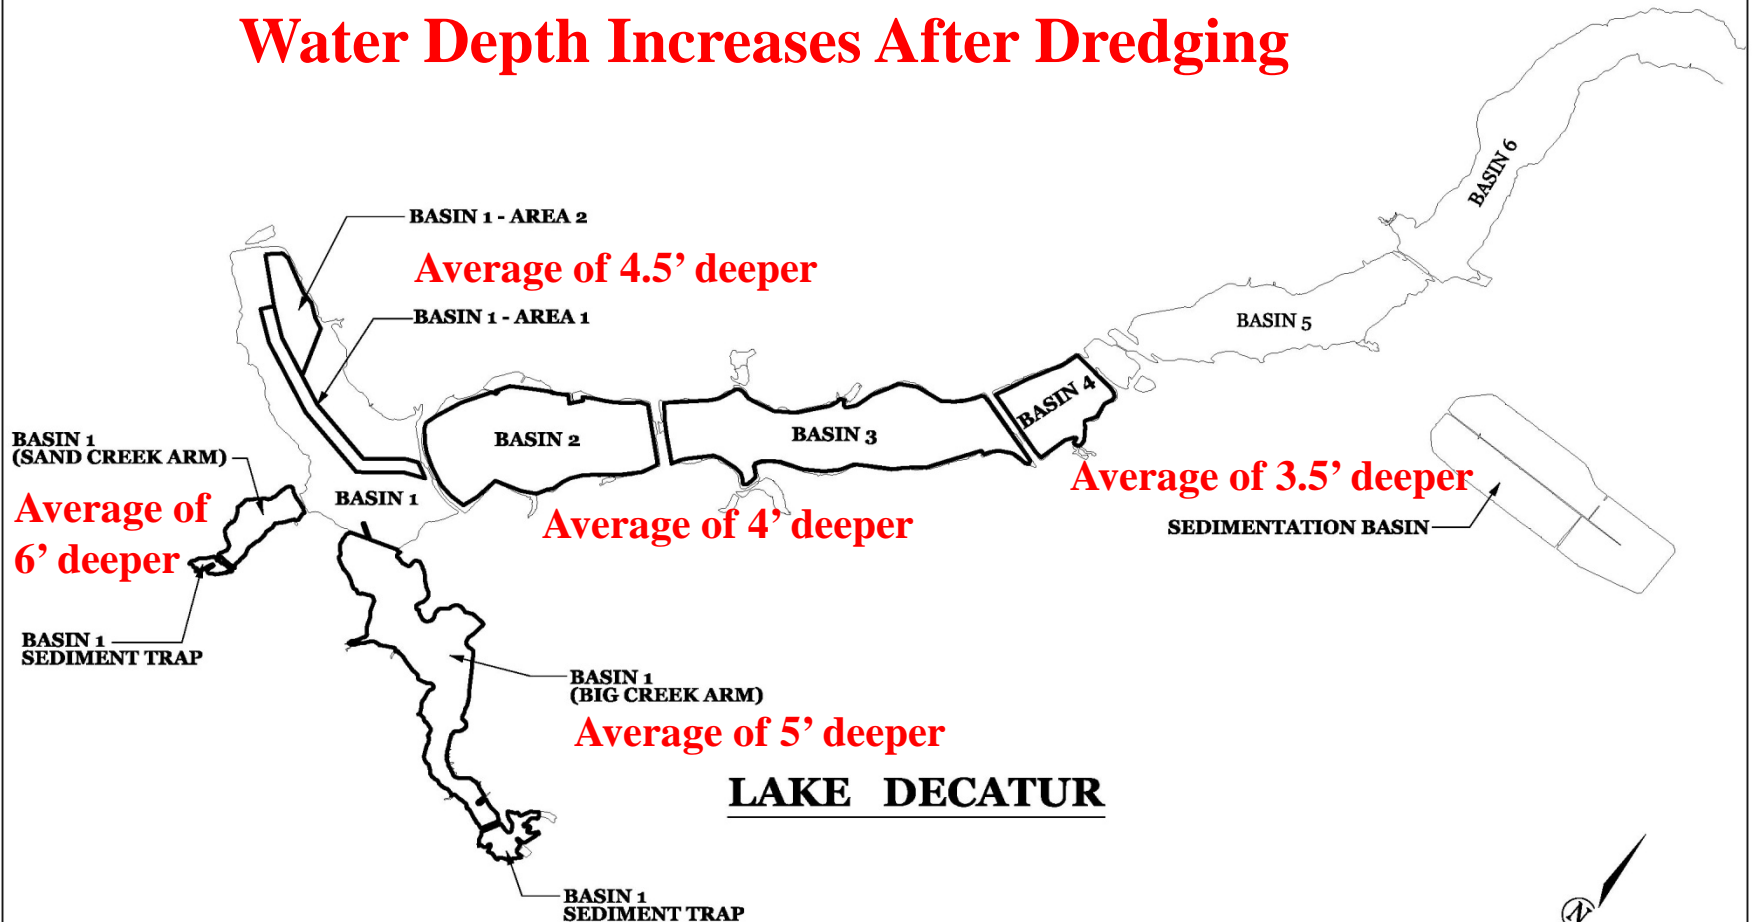 Water Depth Increases After Dredging
BASIN 6
BASIN 1 - AREA 2
Average of 4.5’ deeper
BASIN 1 - AREA 1
BASIN 5
BASIN 4
BASIN 3
BASIN 2
BASIN 1
(SAND CREEK ARM)
Average of
6’ deeper
BASIN 1
Average of 3.5’ deeper
Average of 4’ deeper
SEDIMENTATION BASIN
BASIN 1
SEDIMENT TRAP
BASIN 1
(BIG CREEK ARM)
Average of 5’ deeper
LAKE DECATUR
BASIN 1
SEDIMENT TRAP
N